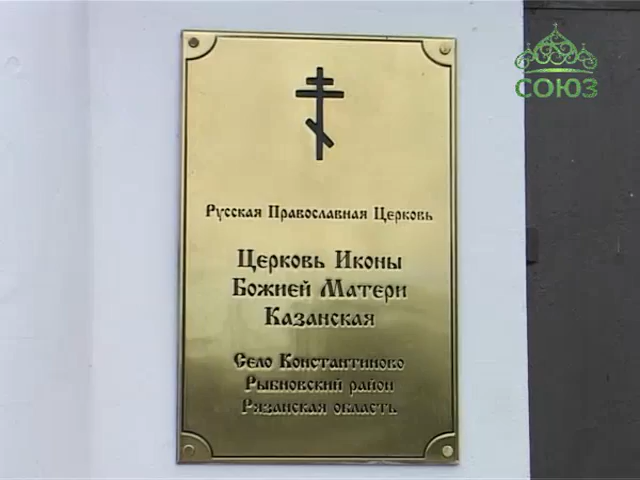 СОЮЗ
Русская Православная Церковь
Церковь Иконы
Божией Матери
Казанская
Село Константиново
Рыбновский район
Рязанская область